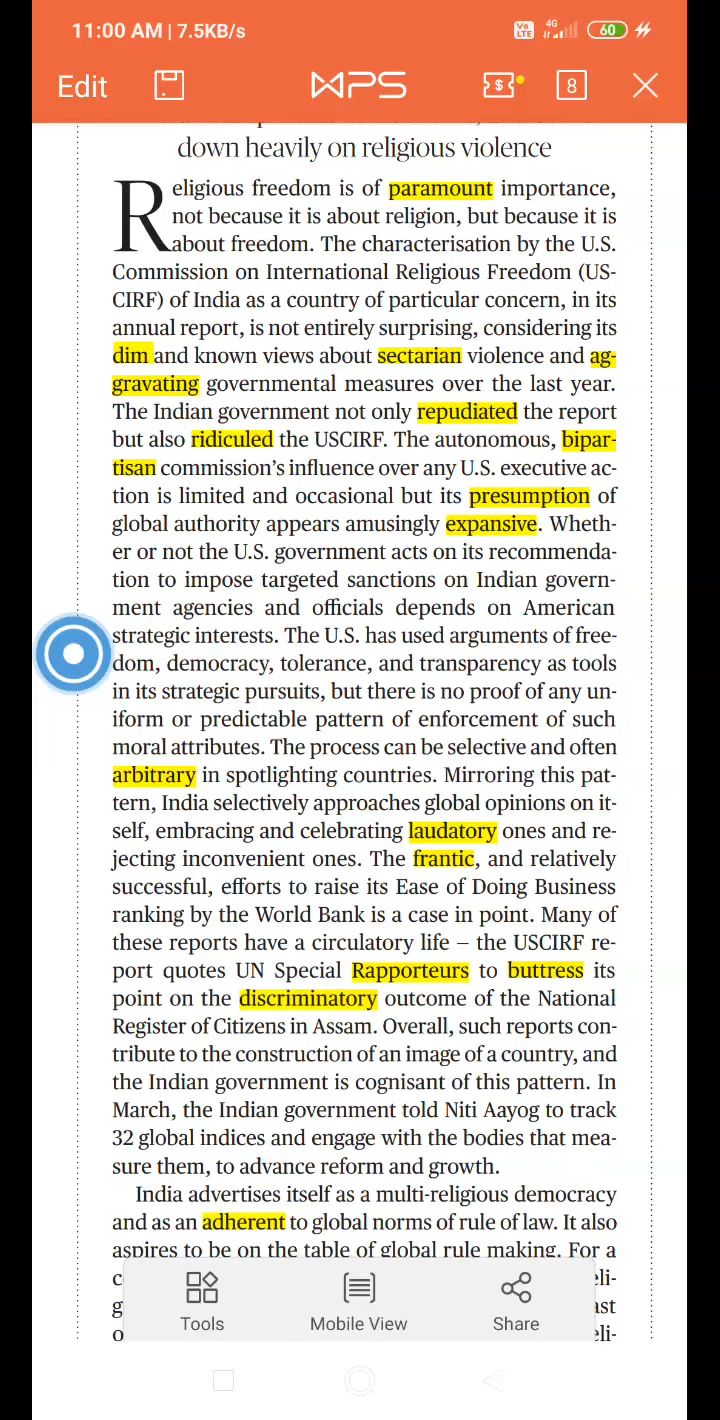 11:00 AM | 7.5KB/s
Vo LTE 4G 60
Edit WPS $ 8
down heavily on religious violence
Religious freedom is of paramount importance,
not because it is about religion, but because it is
about freedom. The characterisation by the U.S.
Commission on International Religious Freedom (US-
CIRF) of India as a country of particular concern, in its
annual report, is not entirely surprising, considering its
dim and known views about sectarian violence and ag-
gravating governmental measures over the last year.
The Indian government not only repudiated the report
but also ridiculed the USCIRF. The autonomous, bipar-
tisan commission's influence over any U.S. executive ac-
tion is limited and occasional but its presumption of
global authority appears amusingly expansive. Wheth-
er or not the U.S. government acts on its recommenda-
tion to impose targeted sanctions on Indian govern-
ment agencies and officials depends on American
strategic interests. The U.S. has used arguments of free-
dom, democracy, tolerance, and transparency as tools
in its strategic pursuits, but there is no proof of any un-
iform or predictable pattern of enforcement of such
moral attributes. The process can be selective and often
arbitrary in spotlighting countries. Mirroring this pat-
tern, India selectively approaches global opinions on it-
self, embracing and celebrating laudatory ones and re-
jecting inconvenient ones. The frantic, and relatively
successful, efforts to raise its Ease of Doing Business
ranking by the World Bank is a case in point. Many of
these reports have a circulatory life – the USCIRF re-
port quotes UN Special Rapporteurs to buttress its
point on the discriminatory outcome of the National
Register of Citizens in Assam. Overall, such reports con-
tribute to the construction of an image of a country, and
the Indian government is cognisant of this pattern. In
March, the Indian government told Niti Aayog to track
32 global indices and engage with the bodies that mea-
sure them, to advance reform and growth.
India advertises itself as a multi-religious democracy
and as an adherent to global norms of rule of law. It also
aspires to be on the table of global rule making. For a
Tools Mobile View Share